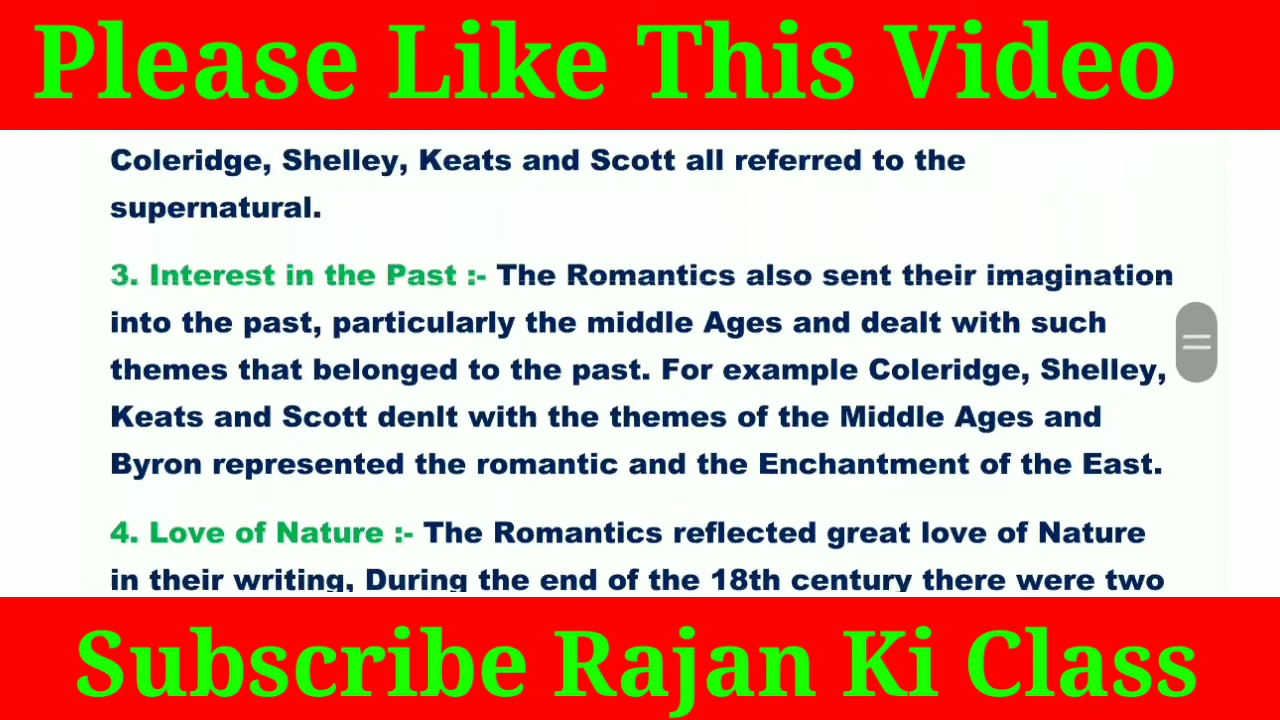 Please Like This Video
Coleridge, Shelley, Keats and Scott all referred to the
supernatural.
3. Interest in the Past :- The Romantics also sent their imagination
into the past, particularly the middle Ages and dealt with such
themes that belonged to the past. For example Coleridge, Shelley,
Keats and Scott denlt with the themes of the Middle Ages and
Byron represented the romantic and the Enchantment of the East.
4. Love of Nature :- The Romantics reflected great love of Nature
in their writing, During the end of the 18th century there were two
Subscribe Rajan Ki Class